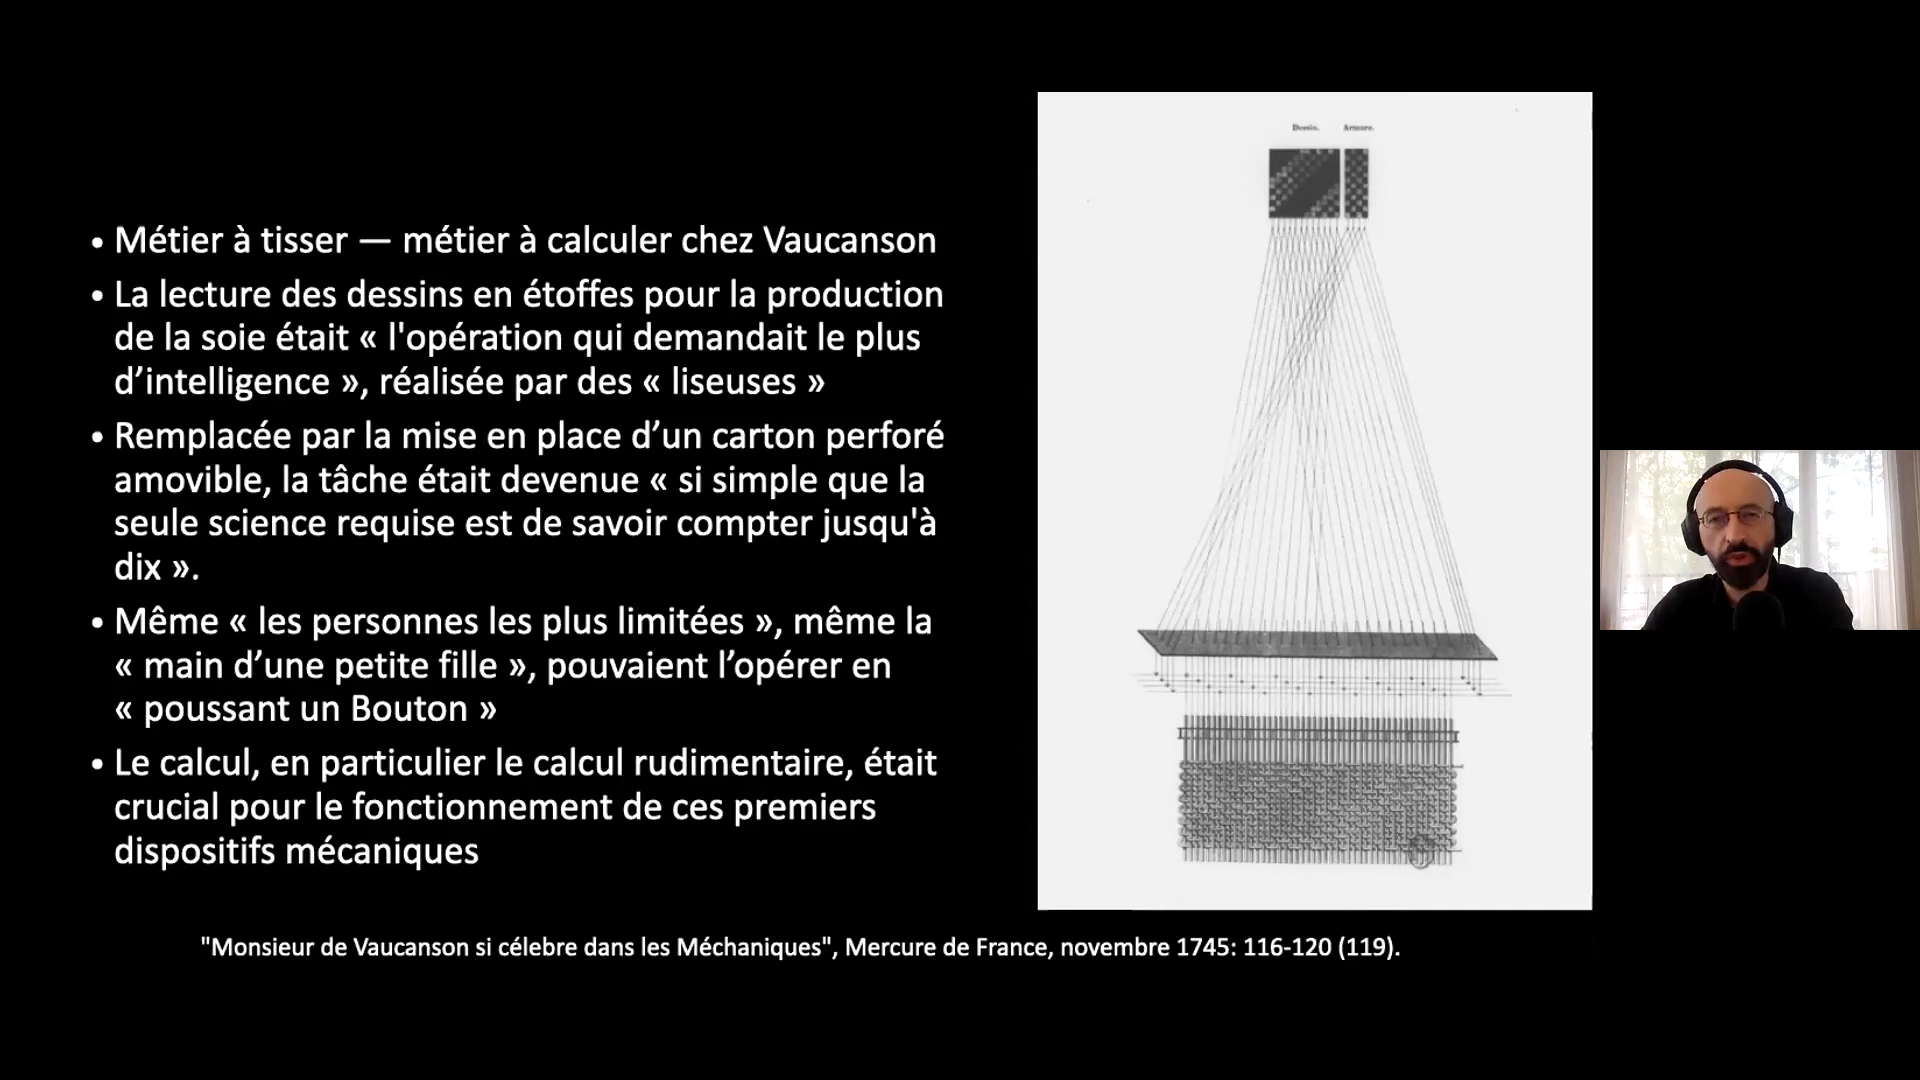 • Métier à tisser — métier à calculer chez Vaucanson
• La lecture des dessins en étoffes pour la production
de la soie était « l'opération qui demandait le plus
d’intelligence », réalisée par des « liseuses »
• Remplacée par la mise en place d’un carton perforé
amovible, la tâche était devenue « si simple que la
seule science requise est de savoir compter jusqu'à
dix ».
• Même « les personnes les plus limitées », même la
« main d’une petite fille », pouvaient l’opérer en
« poussant un Bouton »
• Le calcul, en particulier le calcul rudimentaire, était
crucial pour le fonctionnement de ces premiers
dispositifs mécaniques
Dessin. Armure.
"Monsieur de Vaucanson si célebre dans les Méchaniques", Mercure de France, novembre 1745: 116-120 (119).